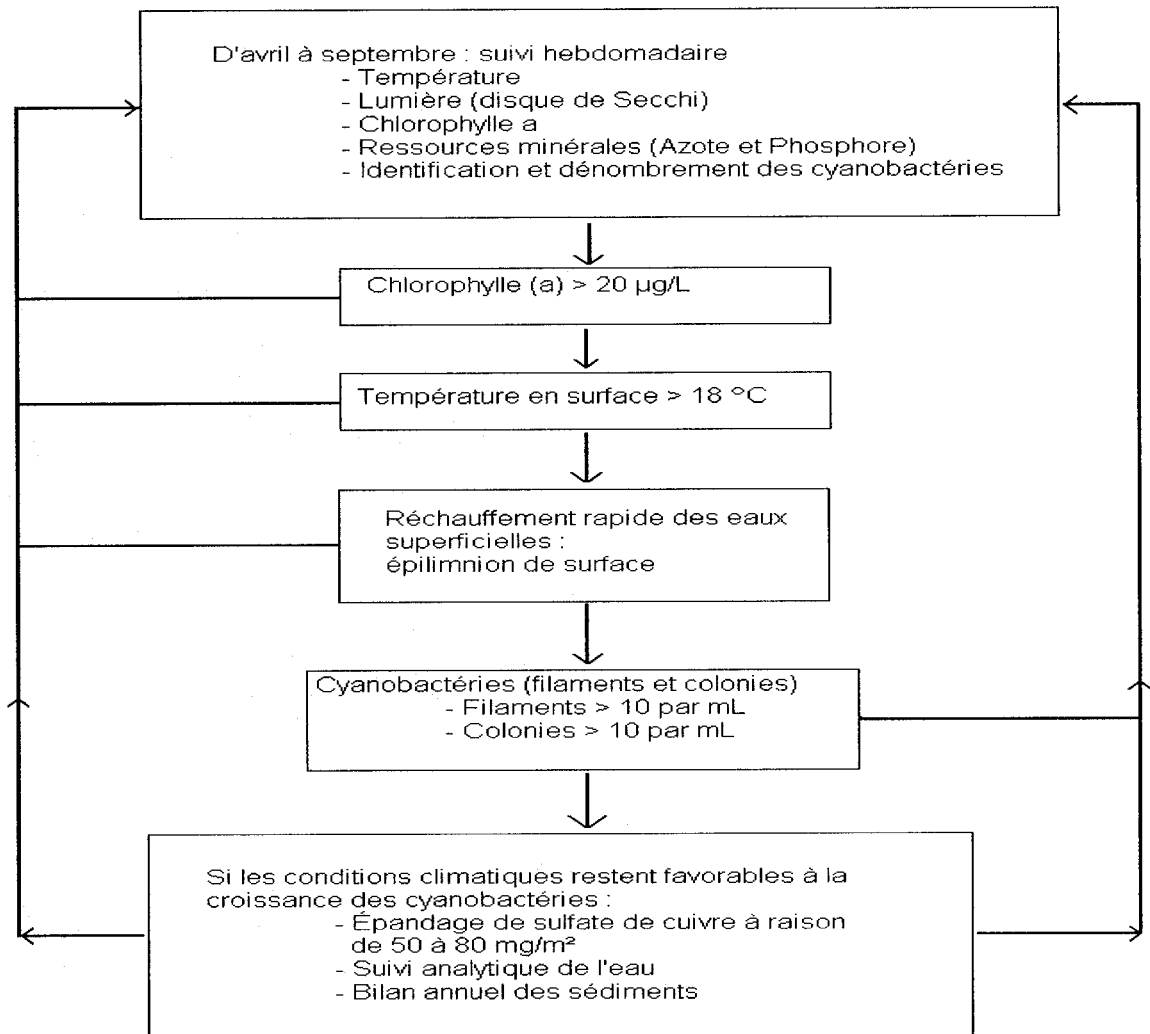 D'avril à septembre : suivi hebdomadaire
- Température
- Lumière (disque de Secchi)
- Chlorophylle a
- Ressources minérales (Azote et Phosphore)
- Identification et dénombrement des cyanobactéries
Chlorophylle (a) > 20 µg/L
Température en surface > 18 °C
Réchauffement rapide des eaux
superficielles :
épilimnion de surface
Cyanobactéries (filaments et colonies)
- Filaments > 10 par mL
- Colonies > 10 par mL
Si les conditions climatiques restent favorables à la
croissance des cyanobactéries :
- Épandage de sulfate de cuivre à raison
de 50 à 80 mg/m²
- Suivi analytique de l'eau
- Bilan annuel des sédiments